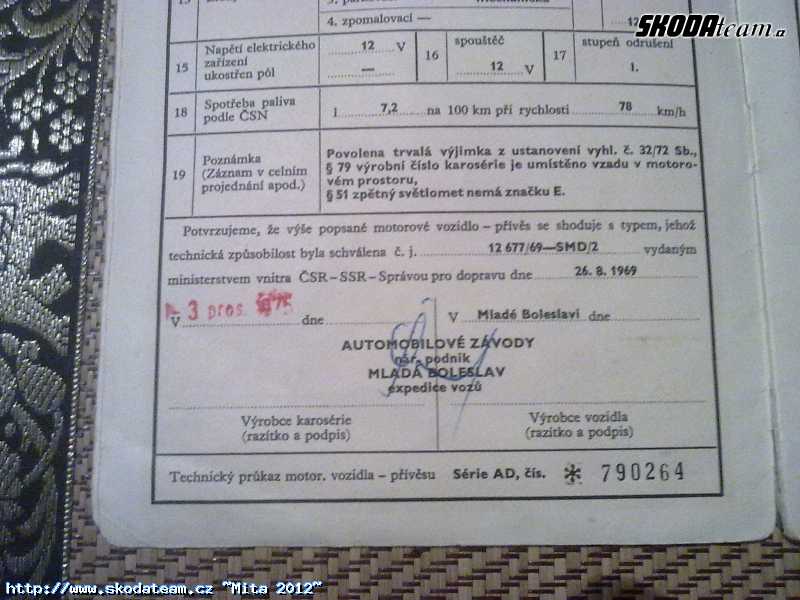 4. zpomalovací —
12
SKODAteam.cz
15
Napětí elektrického
zařízení
ukostřen pól
12 V
—
16
spouštěč
12 V
17
stupeň odrušení
1.
18
Spotřeba paliva
podle ČSN
l 7,2 na 100 km při rychlosti 78 km/h
19
Poznámka
(Záznam v celním
projednání apod.)
Povolena trvalá výjimka z ustanovení vyhl. č. 32/72 Sb.,
§ 79 výrobní číslo karosérie je umístěno vzadu v motoro-
vém prostoru,
§ 51 zpětný světlomet nemá značku E.
Potvrzujeme, že výše popsané motorové vozidlo – přívěs se shoduje s typem, jehož
technická způsobilost byla schválena č. j. 12 677/69—SMD/2 vydaným
ministerstvem vnitra ČSR – SSR – Správou pro dopravu dne 26. 8. 1969
3 pros.
V dne
V Mladé Boleslavi dne
AUTOMOBILOVÉ ZÁVODY
nár. podnik
MLADÁ BOLESLAV
expedice vozů
Výrobce karosérie
(razítko a podpis)
Výrobce vozidla
(razítko a podpis)
Technický průkaz motor. vozidla – přívěsu Série AD, čís. * 790264
http://www.skodateam.cz ~Mita 2012~